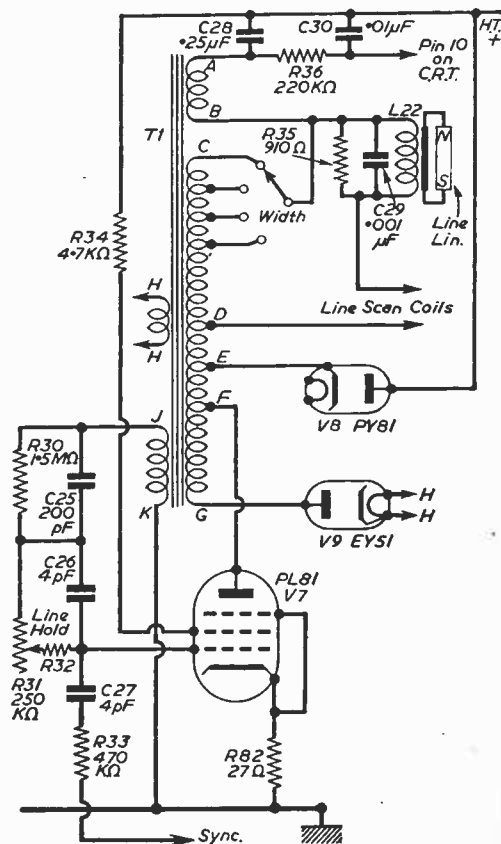 C28
·25µF
C30
·01µF
H.T.
+
A
R36
220KΩ
Pin 10
on
C.R.T.
B
T1
L22
R35
910Ω
N
S
C
C29
·001
µF
Width
Line
Lin.
R34
4·7KΩ
H
H
D
Line Scan Coils
E
F
V8 PY81
J
R30
1·5MΩ
C25
200
pF
K
G
H
H
V9 EY51
C26
4pF
PL81
V7
Line
Hold
R32
R31
250
KΩ
C27
4pF
R33
470
KΩ
R82
27Ω
Sync.